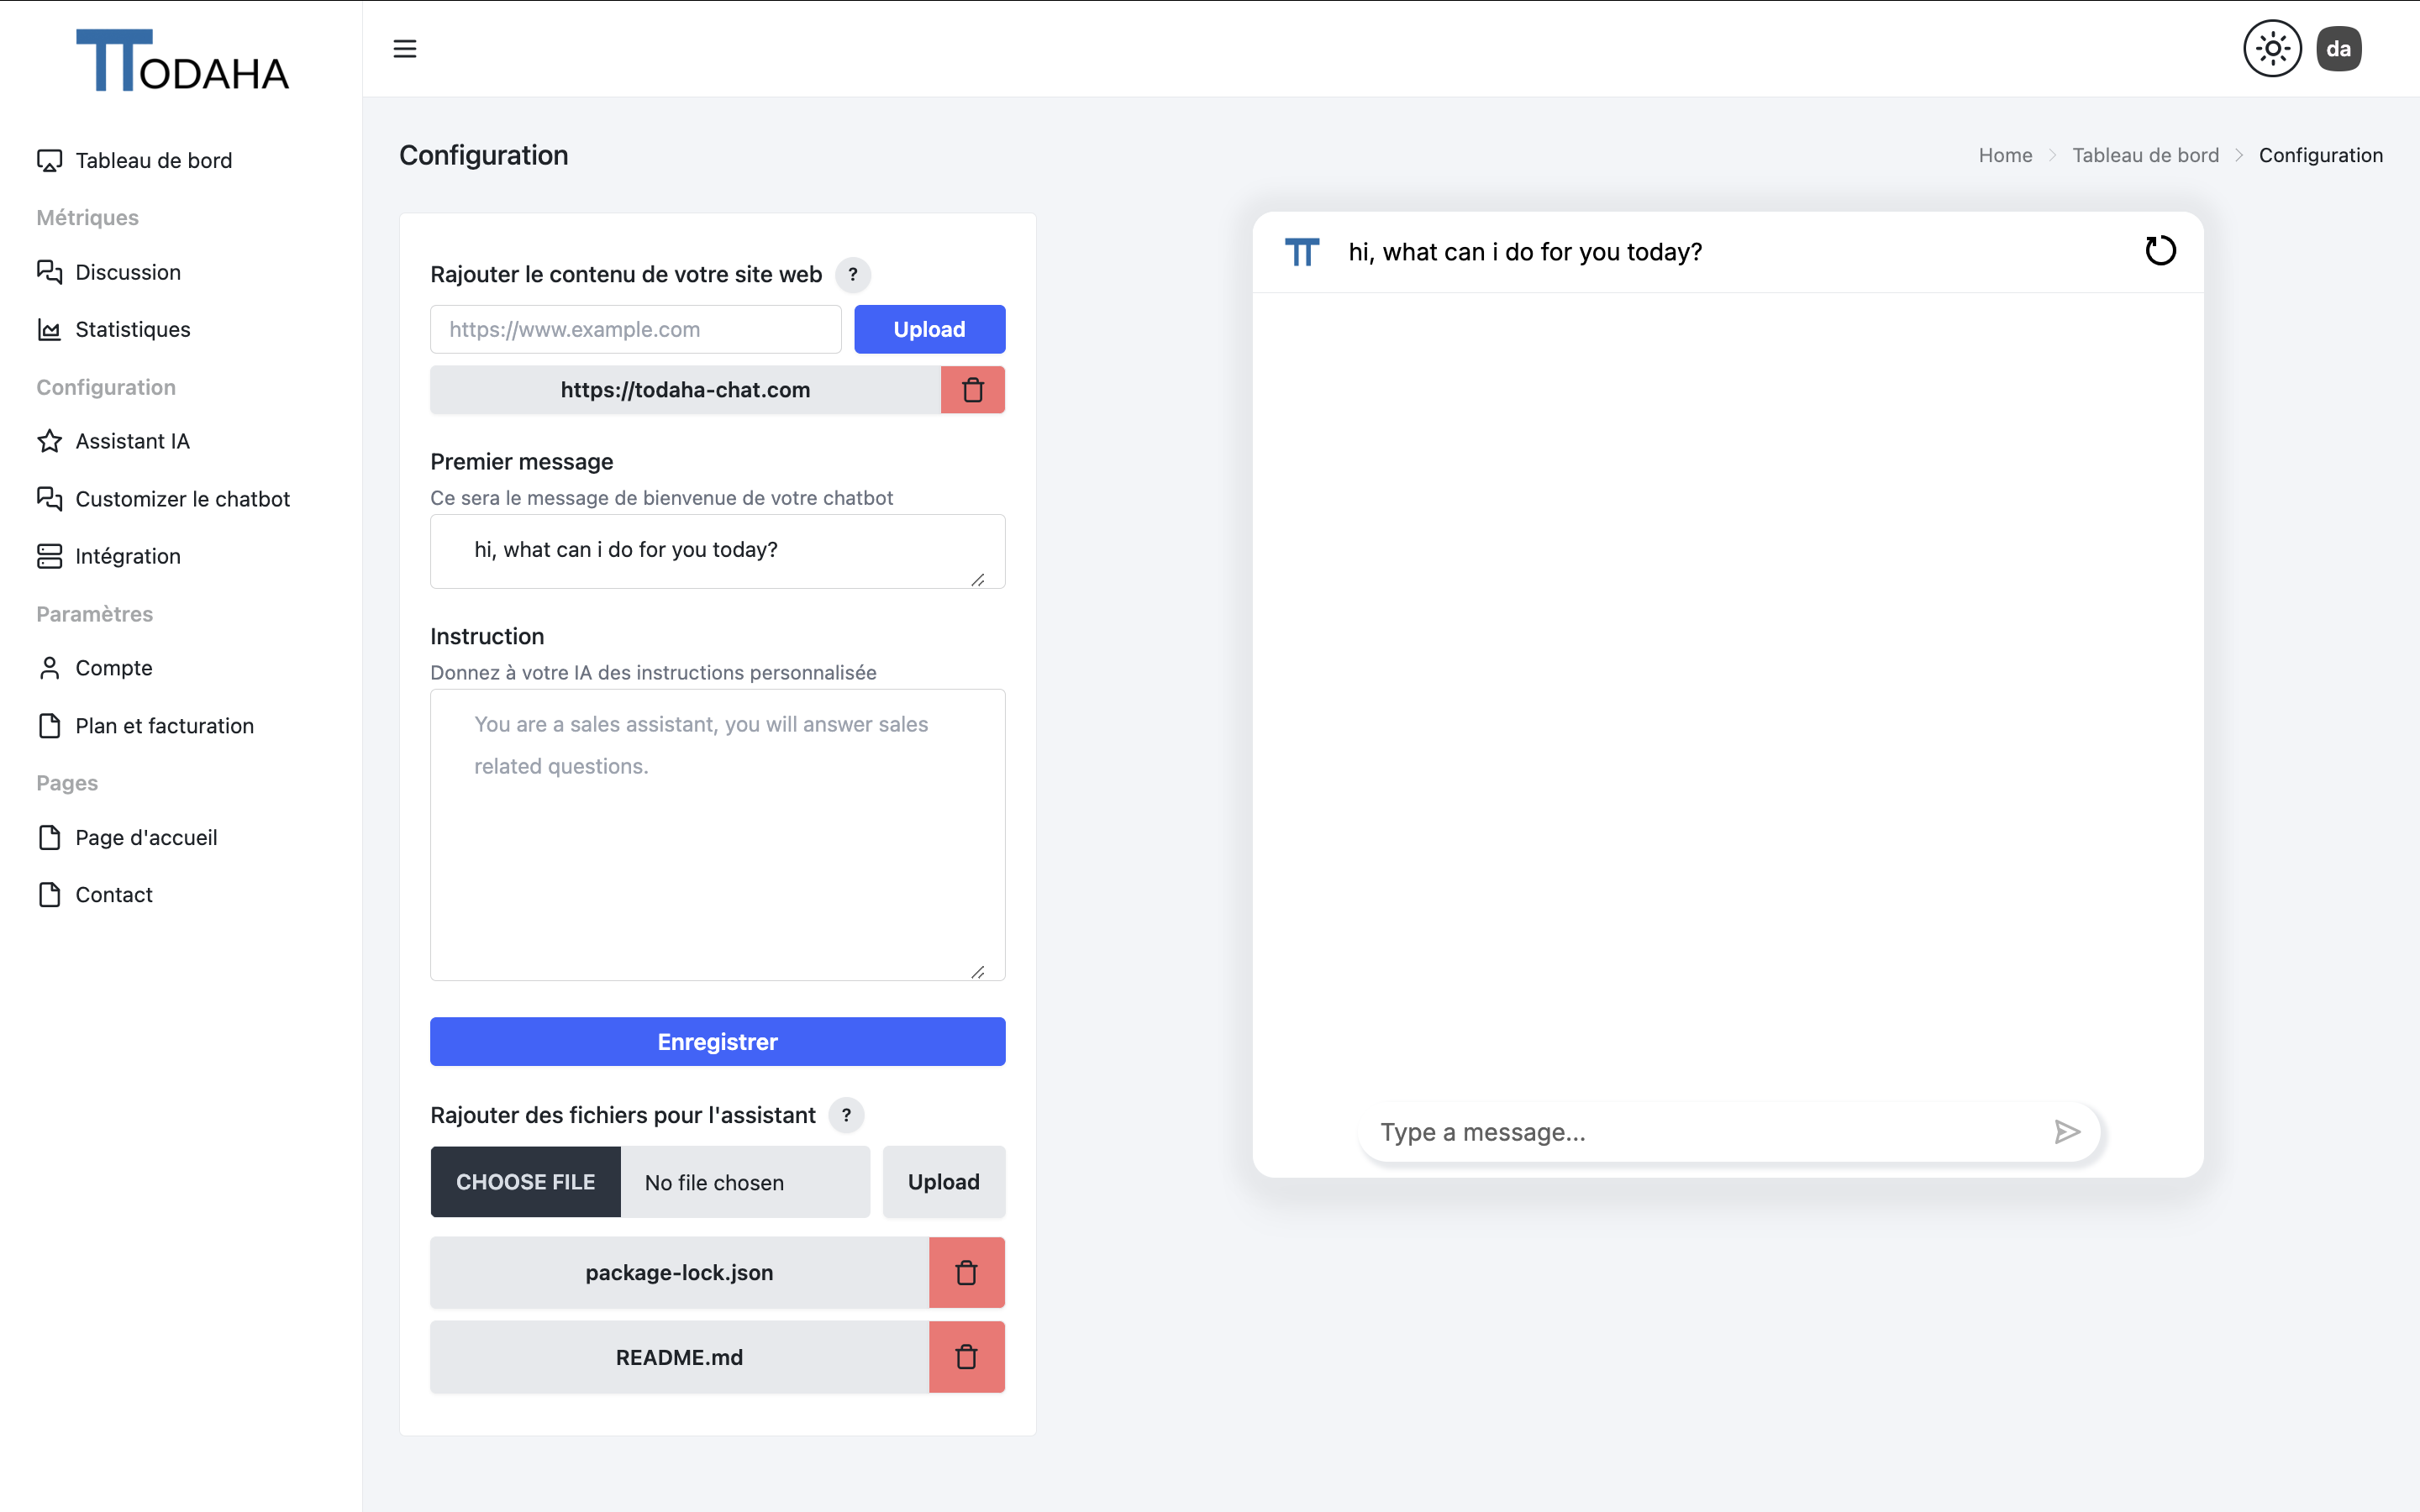 TODAHA
da
Tableau de bord
Métriques
Discussion
Statistiques
Configuration
Assistant IA
Customizer le chatbot
Intégration
Paramètres
Compte
Plan et facturation
Pages
Page d'accueil
Contact
Configuration
Home > Tableau de bord > Configuration
Rajouter le contenu de votre site web ?
https://www.example.com Upload
https://todaha-chat.com
Premier message
Ce sera le message de bienvenue de votre chatbot
hi, what can i do for you today?
Instruction
Donnez à votre IA des instructions personnalisée
You are a sales assistant, you will answer sales
related questions.
Enregistrer
Rajouter des fichiers pour l'assistant ?
CHOOSE FILE No file chosen Upload
package-lock.json
README.md
hi, what can i do for you today?
Type a message...